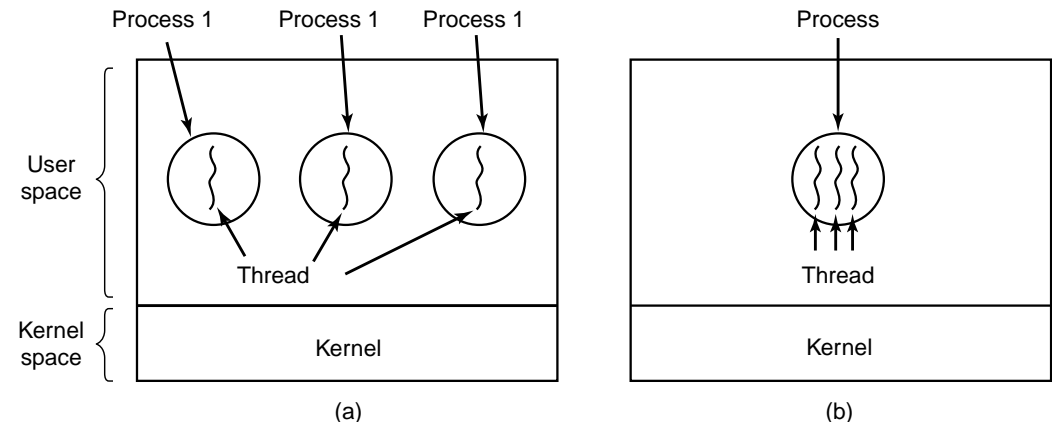 Process 1
Process 1
Process 1
Process
User
space
Thread
Thread
Kernel
space
Kernel
Kernel
(a)
(b)